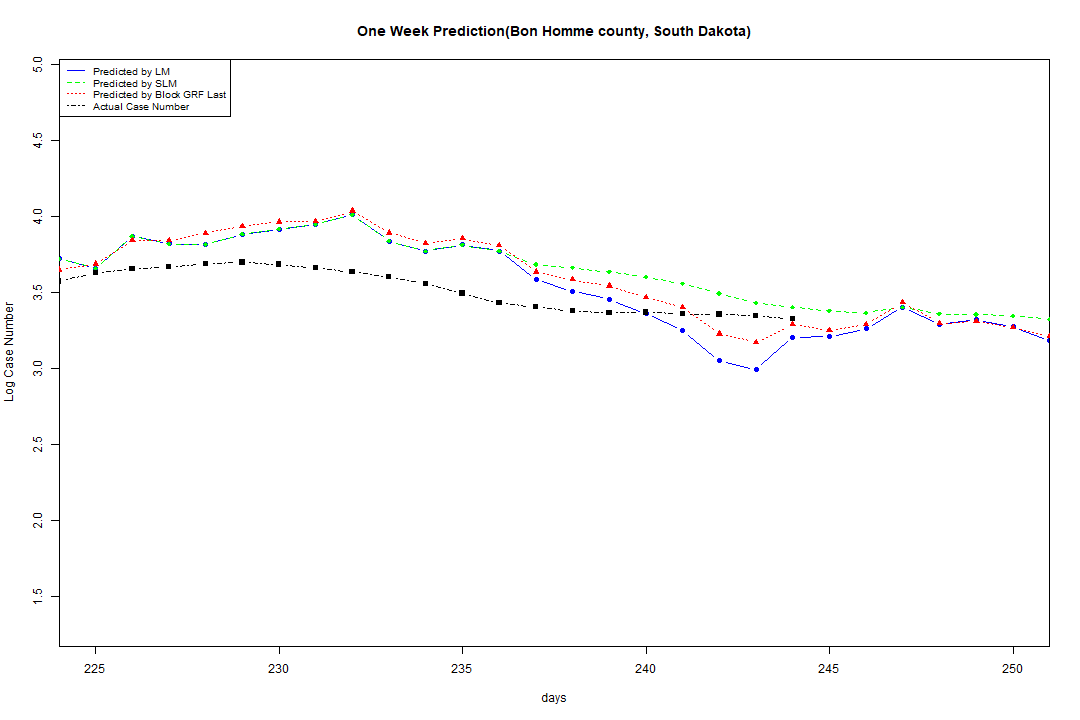 One Week Prediction(Bon Homme county, South Dakota)
Predicted by LM
Predicted by SLM
Predicted by Block GRF Last
Actual Case Number
5.0
4.5
4.0
3.5
3.0
2.5
2.0
1.5
Log Case Number
225 230 235 240 245 250
days